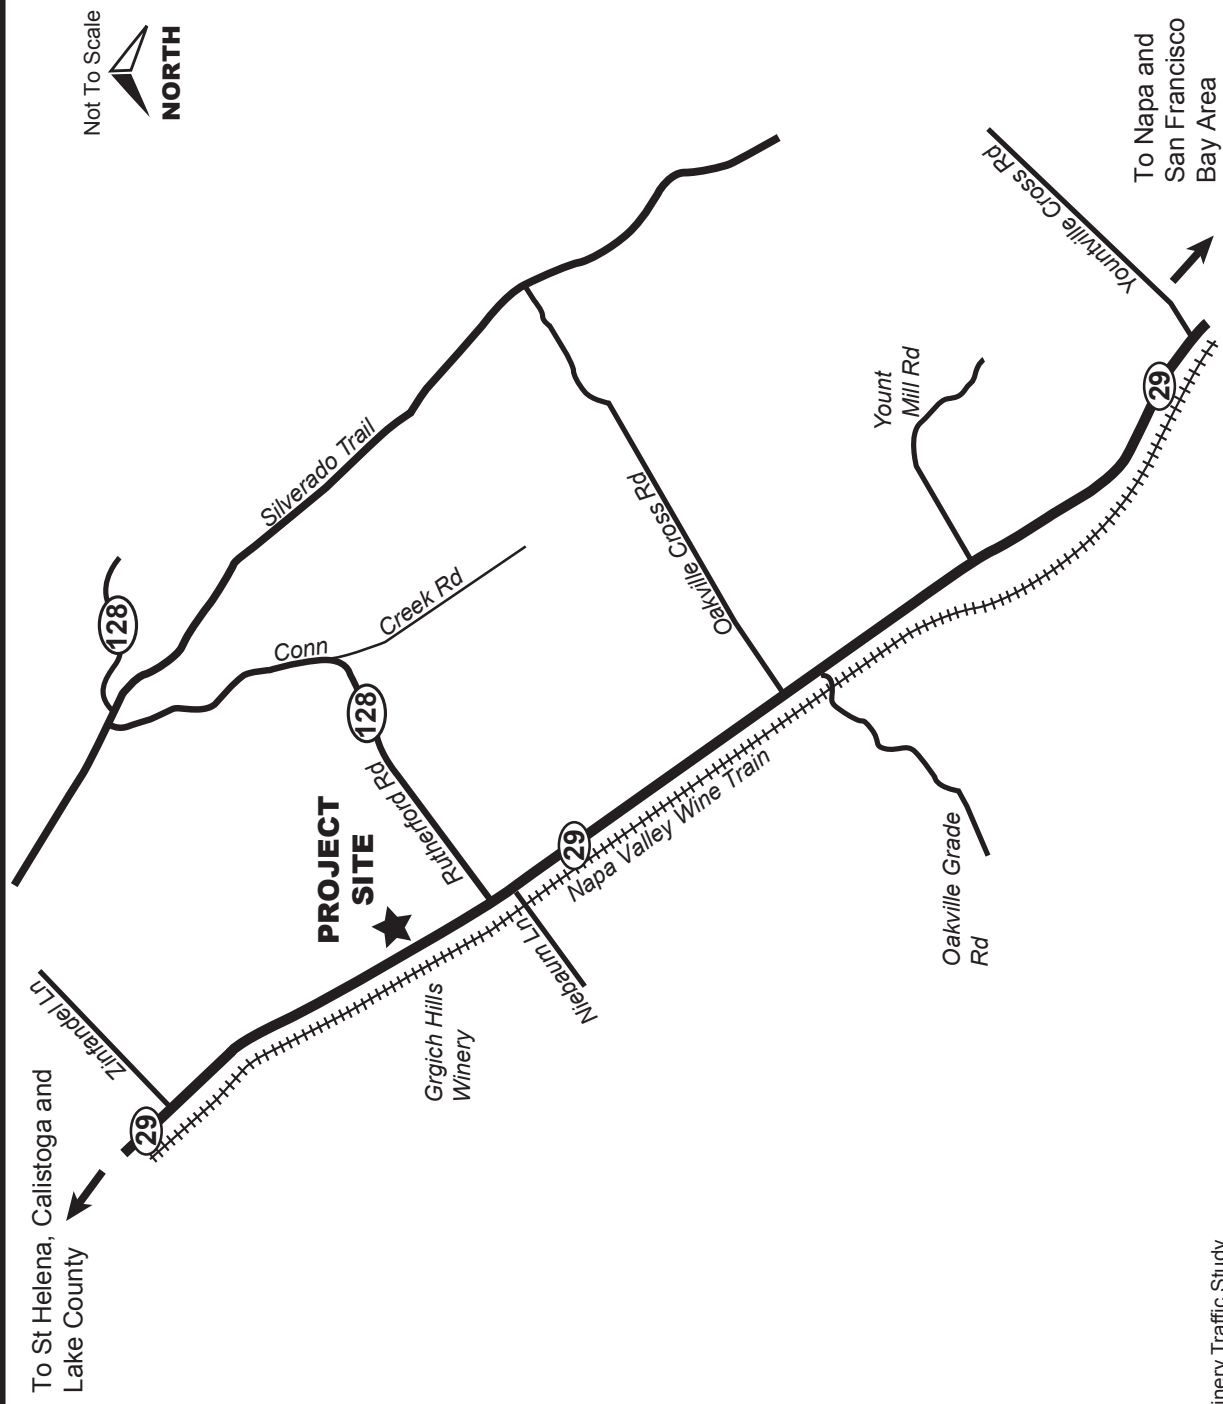 Not To Scale
NORTH
To St Helena, Calistoga and
Lake County
29
Zinfandel Ln
128
Silverado Trail
Conn
Creek Rd
128
Rutherford Rd
PROJECT
SITE
Grgich Hills
Winery
Niebaum Ln
29
Napa Valley Wine Train
Oakville Cross Rd
Oakville Grade
Rd
Yount
Mill Rd
29
Yountville Cross Rd
To Napa and
San Francisco
Bay Area
Traffic Study